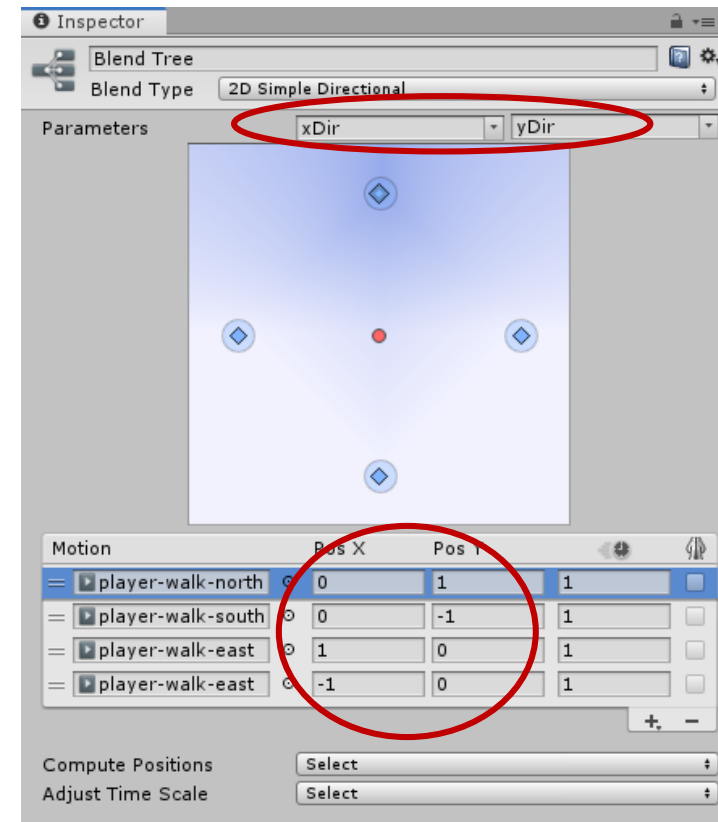 Inspector
Blend Tree
Blend Type 2D Simple Directional
Parameters xDir yDir
Motion Pos X Pos Y
player-walk-north 0 1 1
player-walk-south 0 -1 1
player-walk-east 1 0 1
player-walk-east -1 0 1
+ -
Compute Positions Select
Adjust Time Scale Select